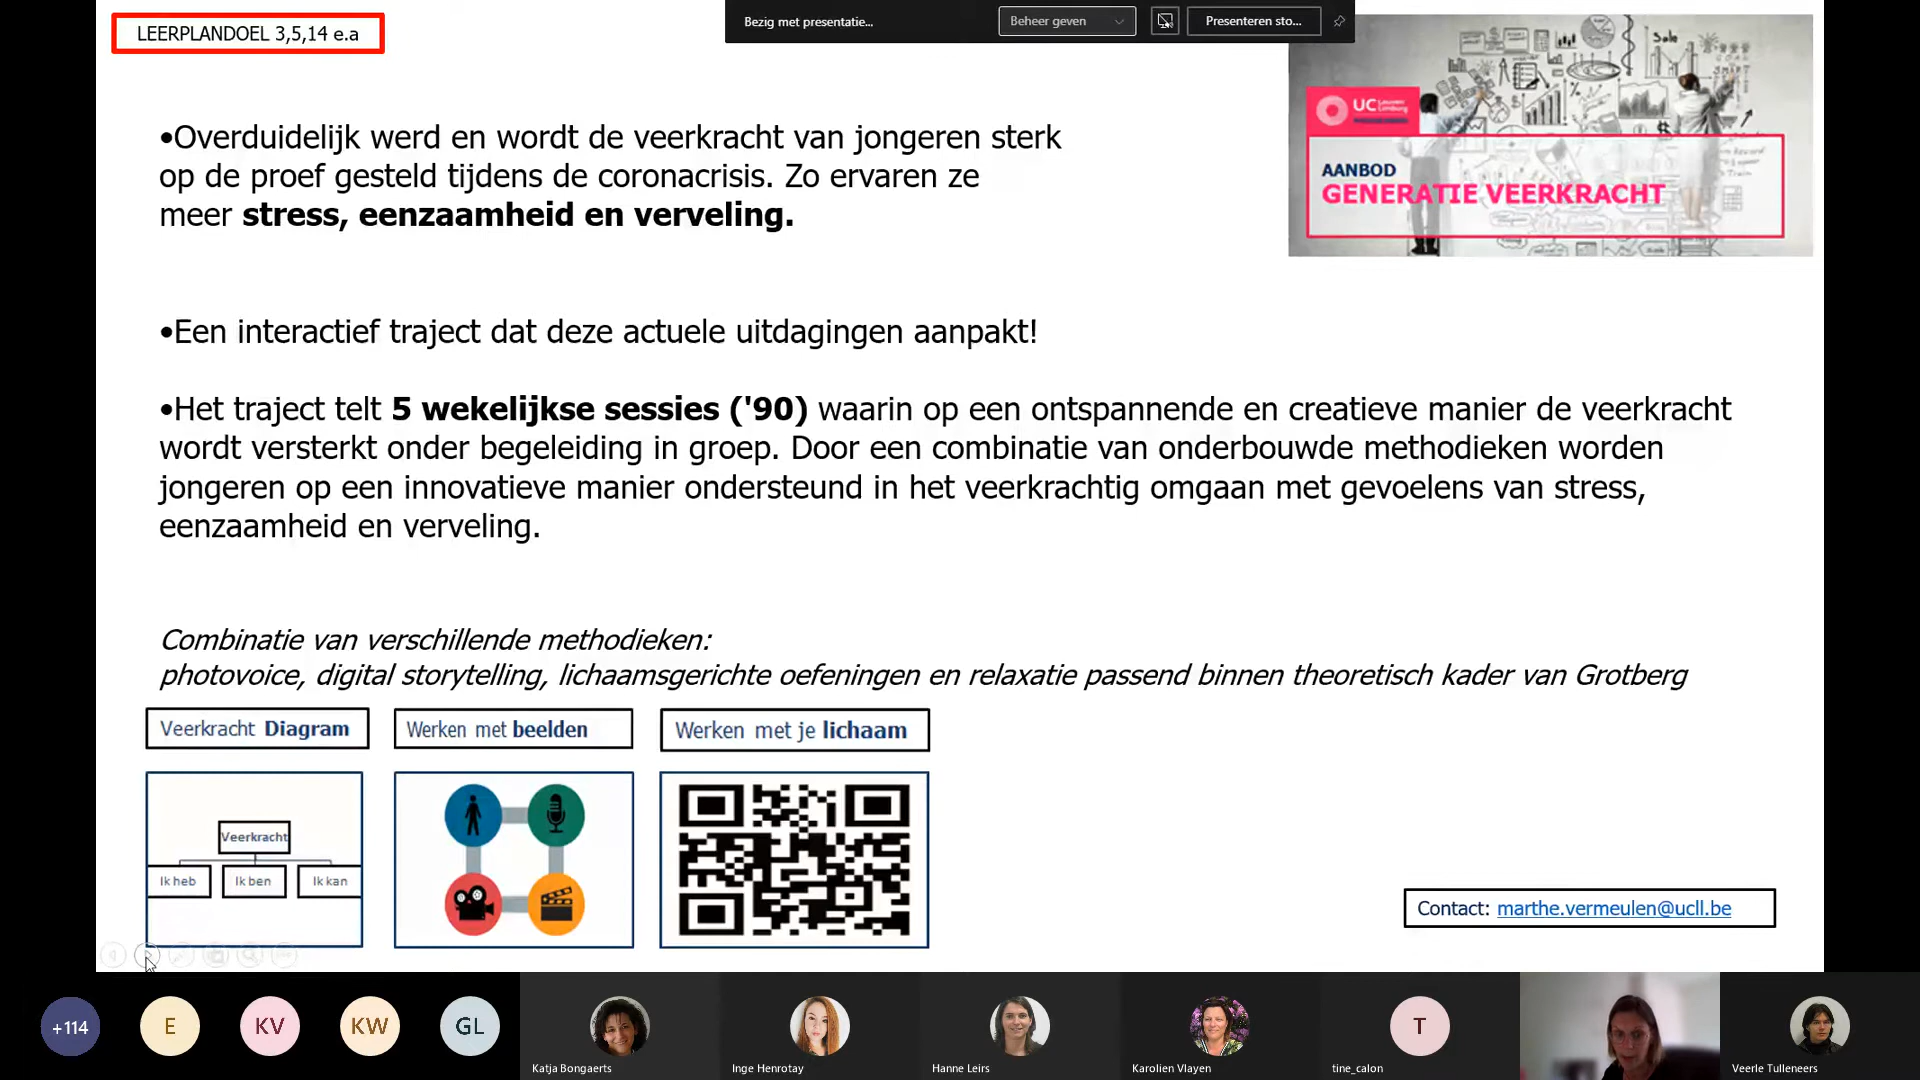 LEERPLANDOEL 3,5,14 e.a
Bezig met presentatie...
Beheer geven
Presenteren sto...
•Overduidelijk werd en wordt de veerkracht van jongeren sterk
op de proef gesteld tijdens de coronacrisis. Zo ervaren ze
meer stress, eenzaamheid en verveling.
Sale
UC Leuven
Limburg
AANBOD
GENERATIE VEERKRACHT
•Een interactief traject dat deze actuele uitdagingen aanpakt!
•Het traject telt 5 wekelijkse sessies ('90) waarin op een ontspannende en creatieve manier de veerkracht
wordt versterkt onder begeleiding in groep. Door een combinatie van onderbouwde methodieken worden
jongeren op een innovatieve manier ondersteund in het veerkrachtig omgaan met gevoelens van stress,
eenzaamheid en verveling.
Combinatie van verschillende methodieken:
photovoice, digital storytelling, lichaamsgerichte oefeningen en relaxatie passend binnen theoretisch kader van Grotberg
Veerkracht Diagram
Werken met beelden
Werken met je lichaam
Veerkracht
Ik heb
Ik ben
Ik kan
Contact: marthe.vermeulen@ucll.be
+114
E
KV
KW
GL
T
Katja Bongaerts
Inge Henrotay
Hanne Leirs
Karolien Vlayen
tine_calon
Veerle Tulleneers